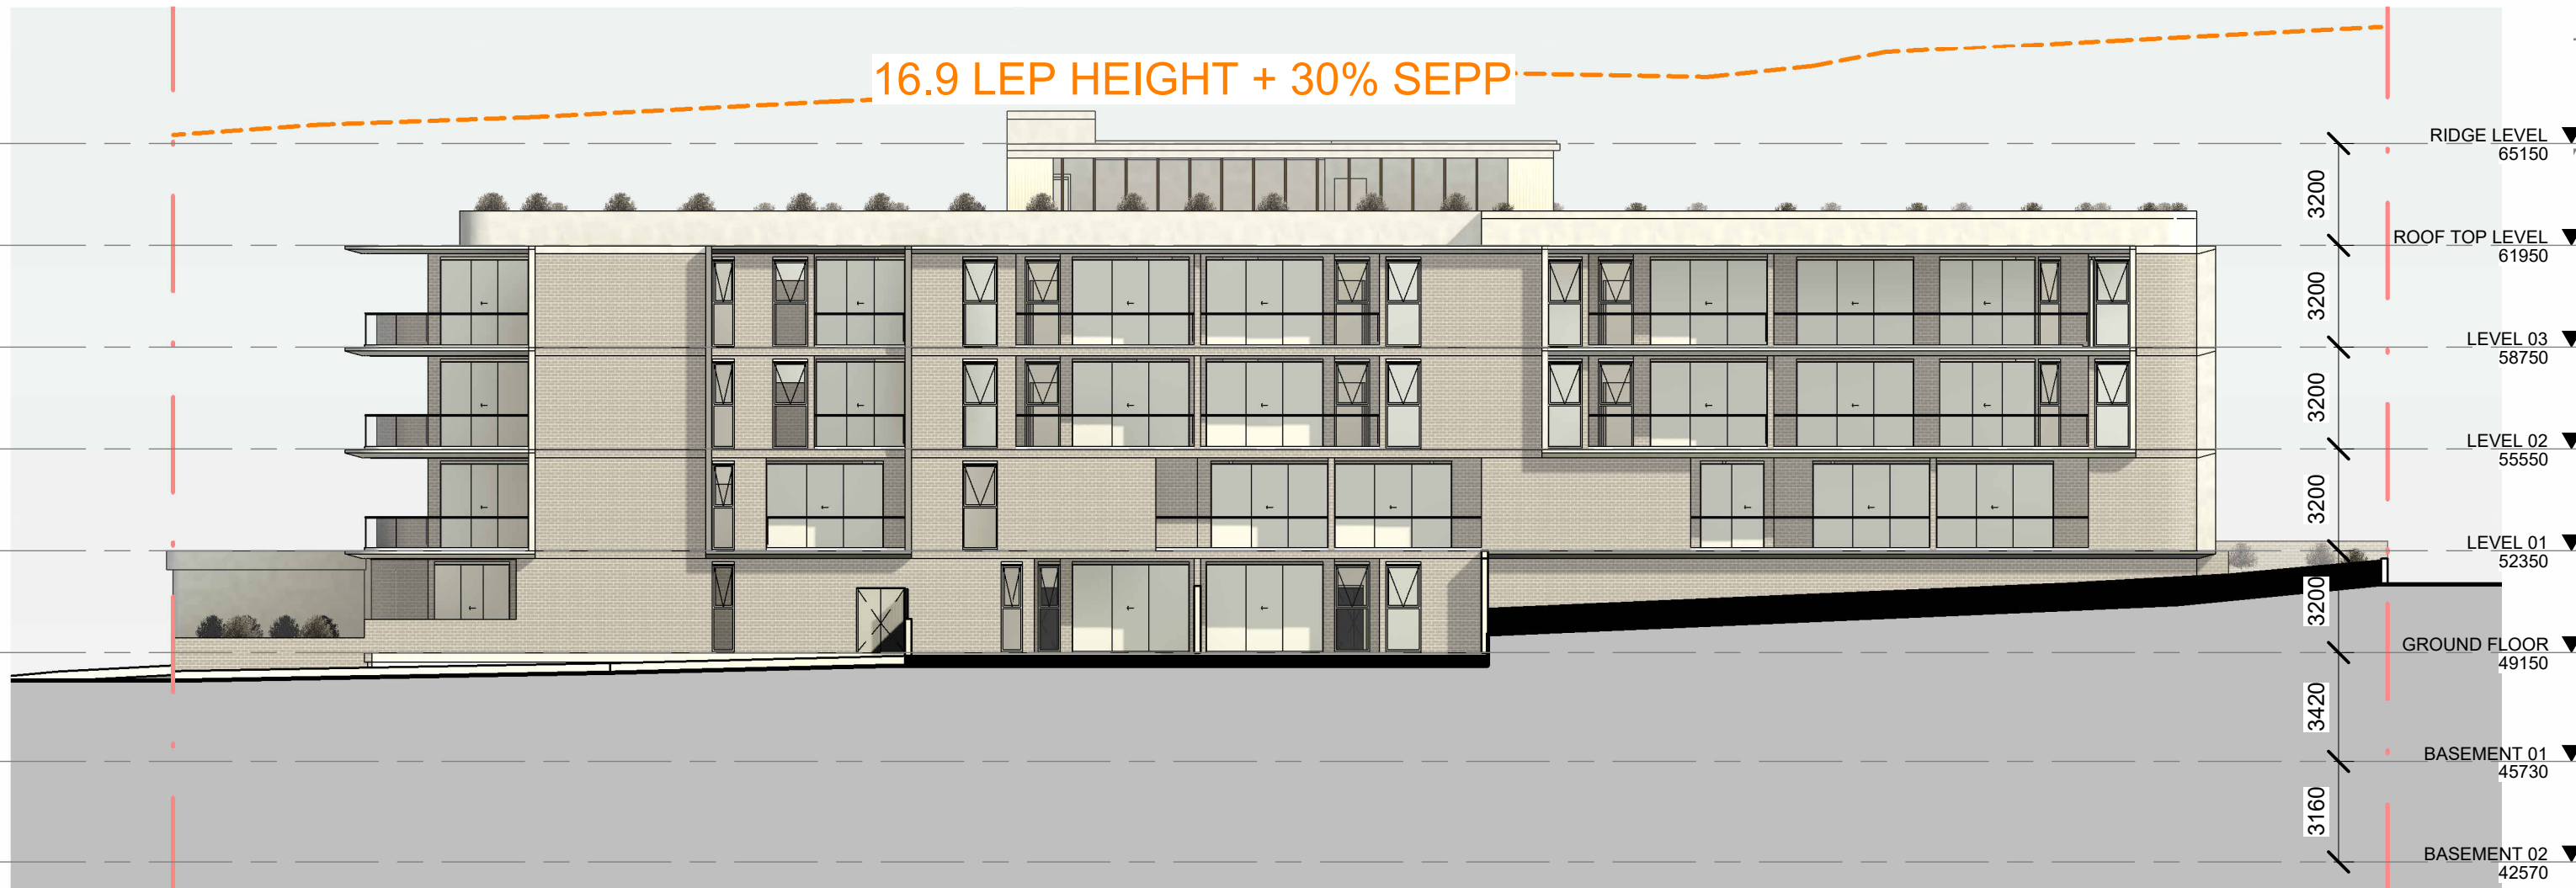 16.9 LEP HEIGHT + 30% SEPP
RIDGE LEVEL
65150
3200
ROOF TOP LEVEL
61950
3200
LEVEL 03
58750
3200
LEVEL 02
55550
3200
LEVEL 01
52350
3200
GROUND FLOOR
49150
3420
BASEMENT 01
45730
3160
BASEMENT 02
42570